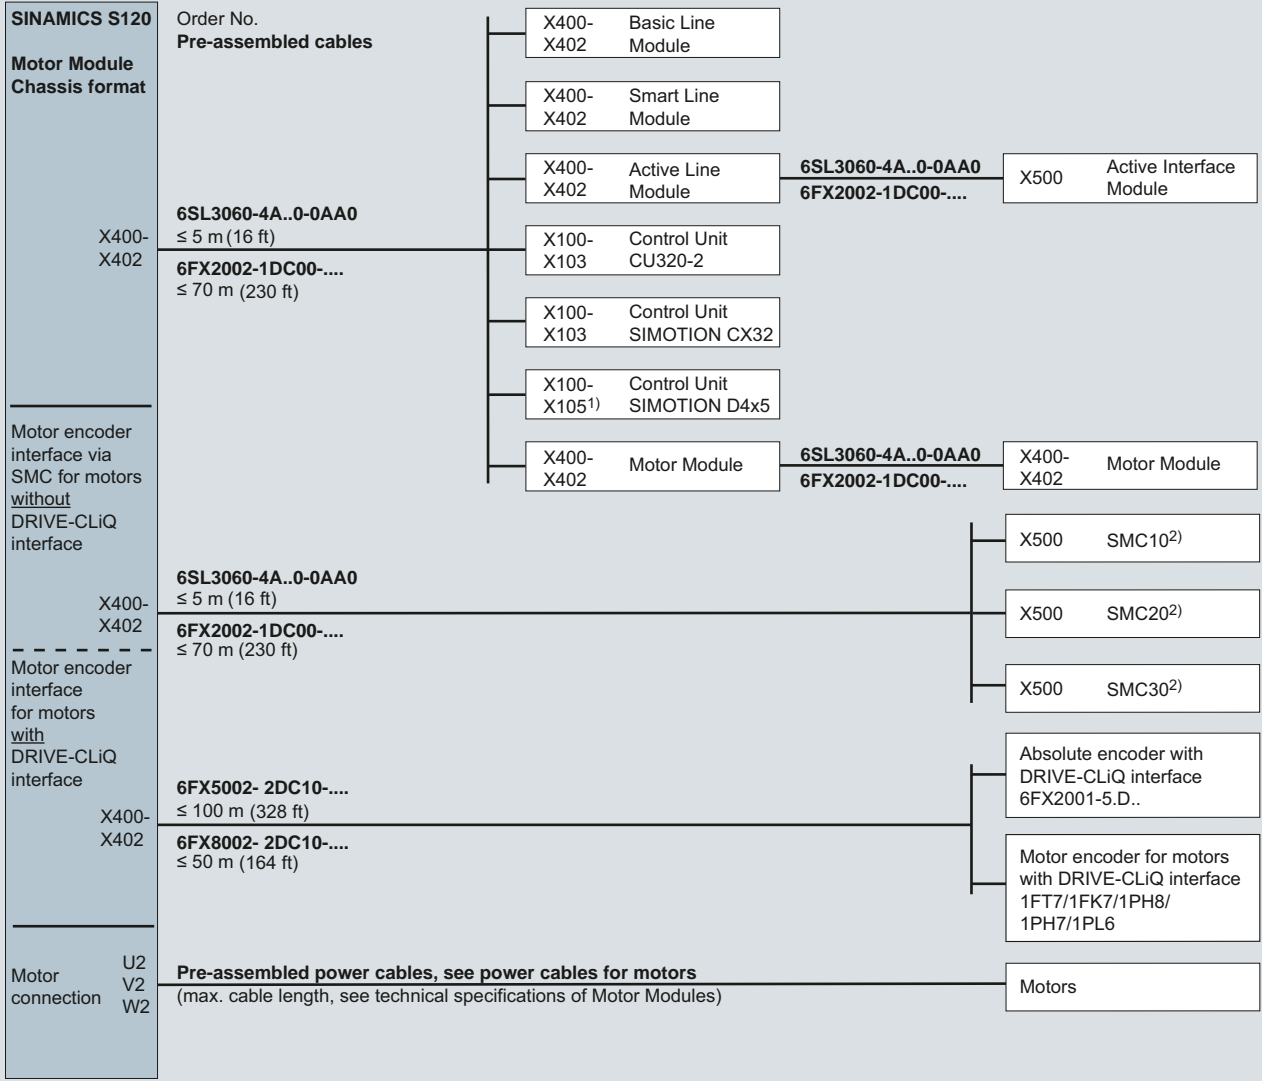 SINAMICS S120
Motor Module
Chassis format
Order No.
Pre-assembled cables
X400-
X402
6SL3060-4A..0-0AA0
≤ 5 m (16 ft)
6FX2002-1DC00-....
≤ 70 m (230 ft)
X400- Basic Line
X402 Module
X400- Smart Line
X402 Module
X400- Active Line
X402 Module
6SL3060-4A..0-0AA0
6FX2002-1DC00-....
X500 Active Interface
Module
X100- Control Unit
X103 CU320-2
X100- Control Unit
X103 SIMOTION CX32
X100- Control Unit
X105 1) SIMOTION D4x5
X400- Motor Module
X402
6SL3060-4A..0-0AA0
6FX2002-1DC00-....
X400- Motor Module
X402
Motor encoder
interface via
SMC for motors
without
DRIVE-CLiQ
interface
X400-
X402
6SL3060-4A..0-0AA0
≤ 5 m (16 ft)
6FX2002-1DC00-....
≤ 70 m (230 ft)
X500 SMC10 2)
X500 SMC20 2)
X500 SMC30 2)
Motor encoder
interface
for motors
with
DRIVE-CLiQ
interface
X400-
X402
6FX5002- 2DC10-....
≤ 100 m (328 ft)
6FX8002- 2DC10-....
≤ 50 m (164 ft)
Absolute encoder with
DRIVE-CLiQ interface
6FX2001-5.D..
Motor encoder for motors
with DRIVE-CLiQ interface
1FT7/1FK7/1PH8/
1PH7/1PL6
Motor
connection
U2
V2
W2
Pre-assembled power cables, see power cables for motors
(max. cable length, see technical specifications of Motor Modules)
Motors